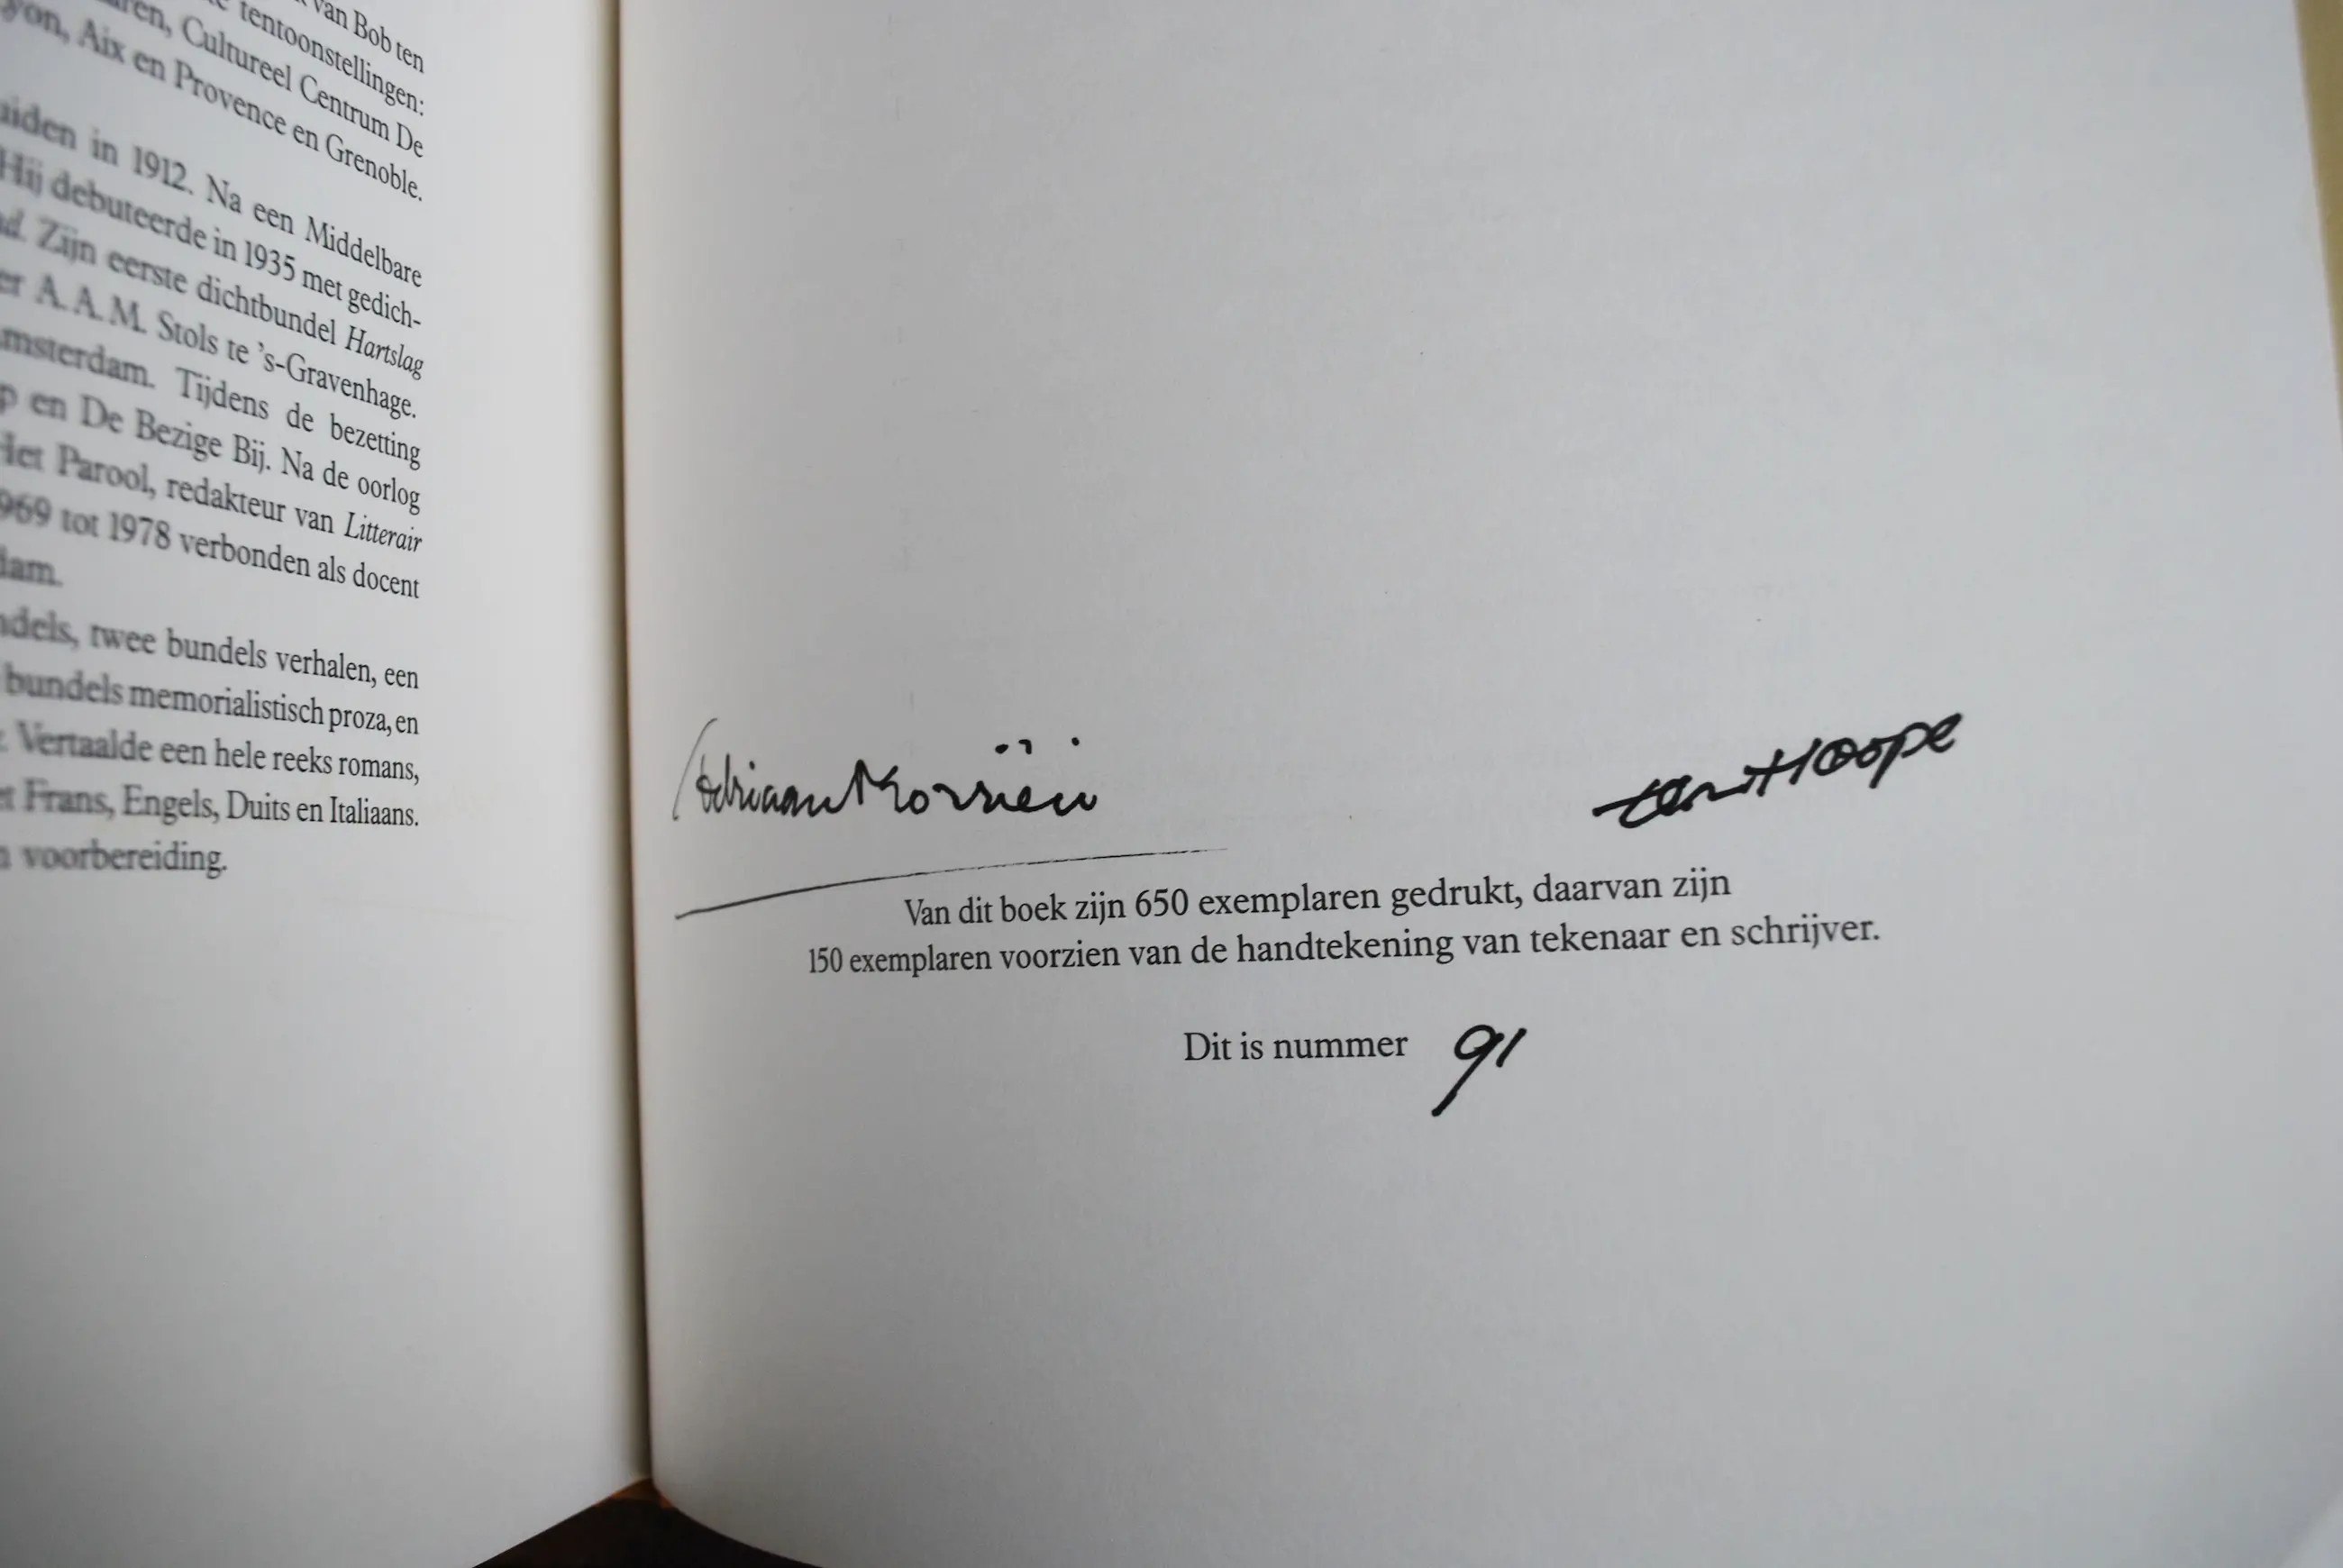 van Bob ten
tentoonstellingen:
Cultureel Centrum De
Aix en Provence en Grenoble.
in 1912. Na een Middelbare
Hij debuteerde in 1935 met gedich-
Zijn eerste dichtbundel Hartslag
A.A.M. Stols te 's-Gravenhage.
msterdam. Tijdens de bezetting
p en De Bezige Bij. Na de oorlog
Het Parool, redakteur van Litterair
969 tot 1978 verbonden als docent
dam.
ndels, twee bundels verhalen, een
bundels memorialistisch proza, en
Vertaalde een hele reeks romans,
t Frans, Engels, Duits en Italiaans.
voorbereiding.
Adriaan Morriën
ten Hoope
Van dit boek zijn 650 exemplaren gedrukt, daarvan zijn
150 exemplaren voorzien van de handtekening van tekenaar en schrijver.
Dit is nummer 91